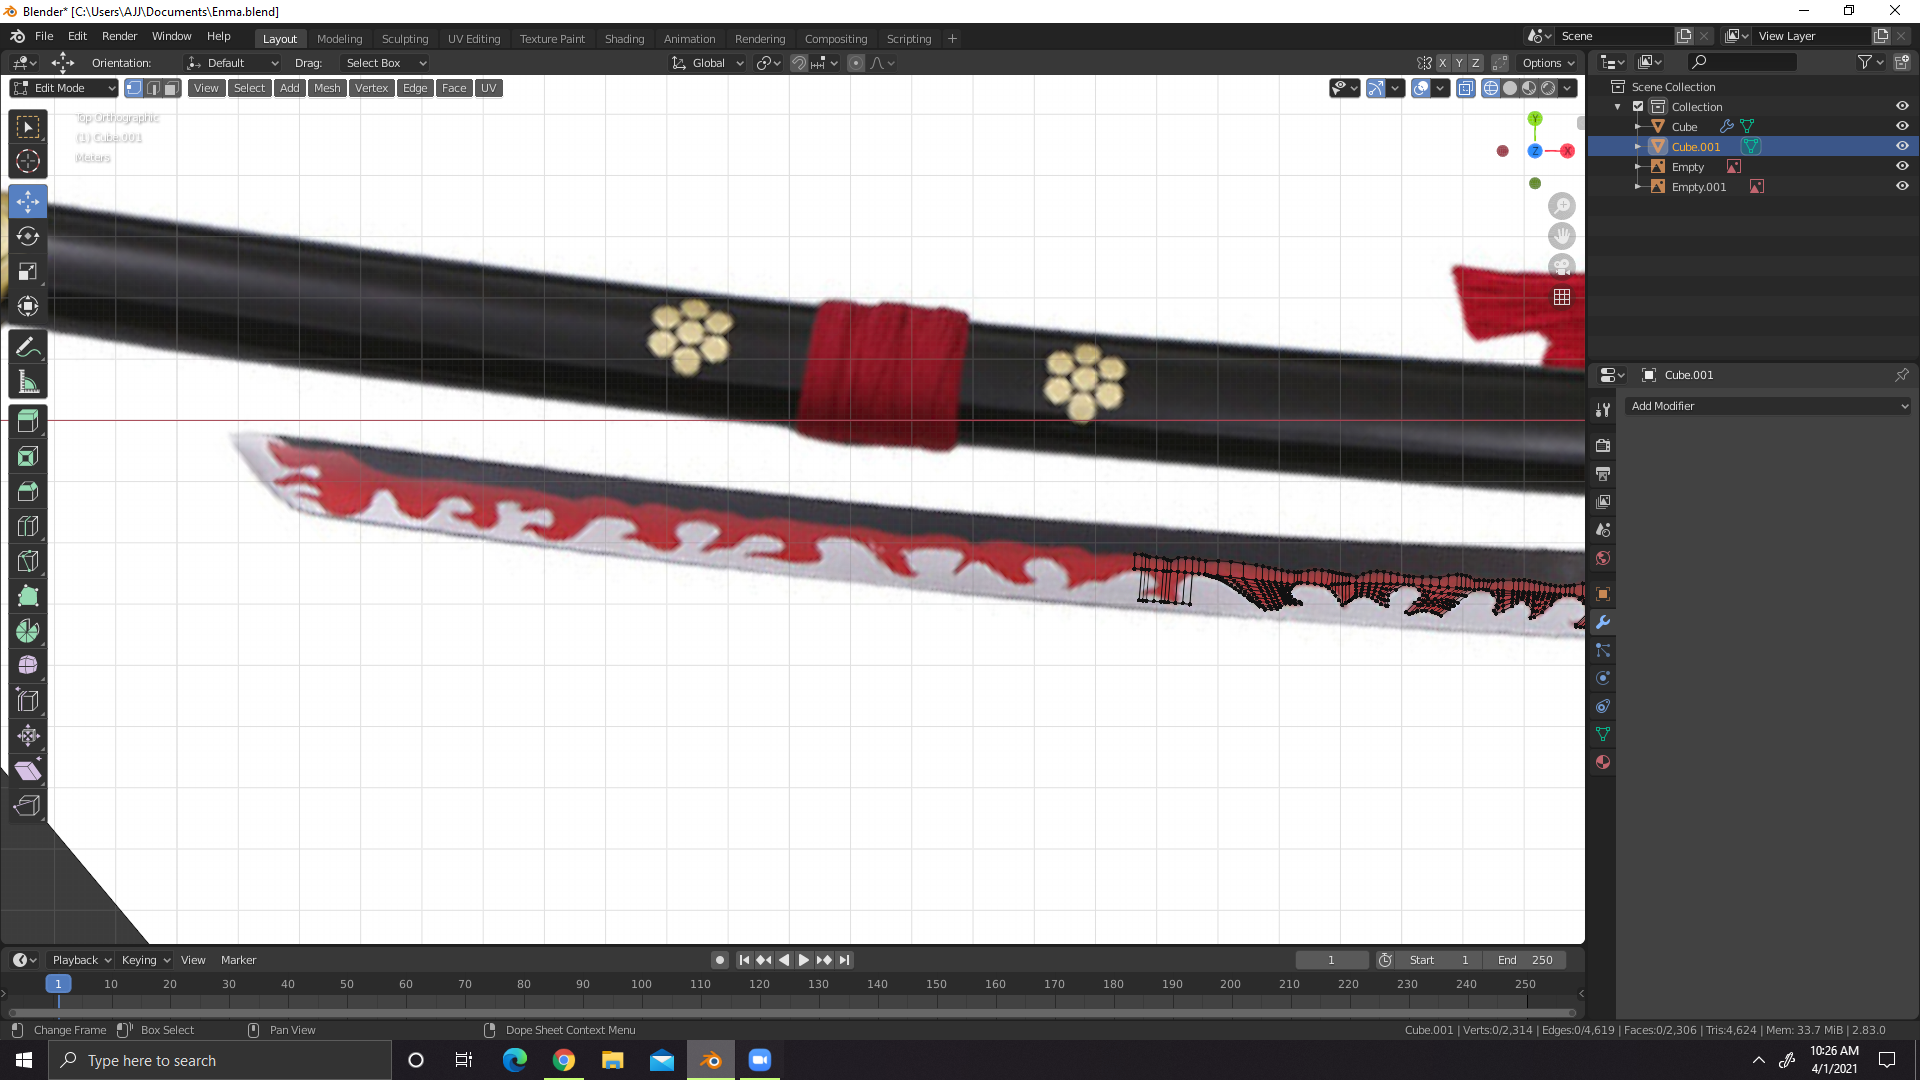 Blender* [C:\Users\AJJ\Documents\Enma.blend]
File Edit Render Window Help Layout Modeling Sculpting UV Editing Texture Paint Shading Animation Rendering Compositing Scripting Scene View Layer
Orientation: Default Drag: Select Box Global X Y Z Options
Edit Mode View Select Add Mesh Vertex Edge Face UV
Top Orthographic
(1) Cube.001
Meters
Y
Z
X
Scene Collection
Collection
Cube
Cube.001
Empty
Empty.001
Cube.001
Add Modifier
Playback Keying View Marker 1 Start 1 End 250
1 10 20 30 40 50 60 70 80 90 100 110 120 130 140 150 160 170 180 190 200 210 220 230 240 250
Change Frame Box Select Pan View Dope Sheet Context Menu Cube.001 | Verts:0/2,314 | Edges:0/4,619 | Faces:0/2,306 | Tris:4,624 | Mem: 33.7 MiB | 2.83.0
Type here to search
10:26 AM
4/1/2021